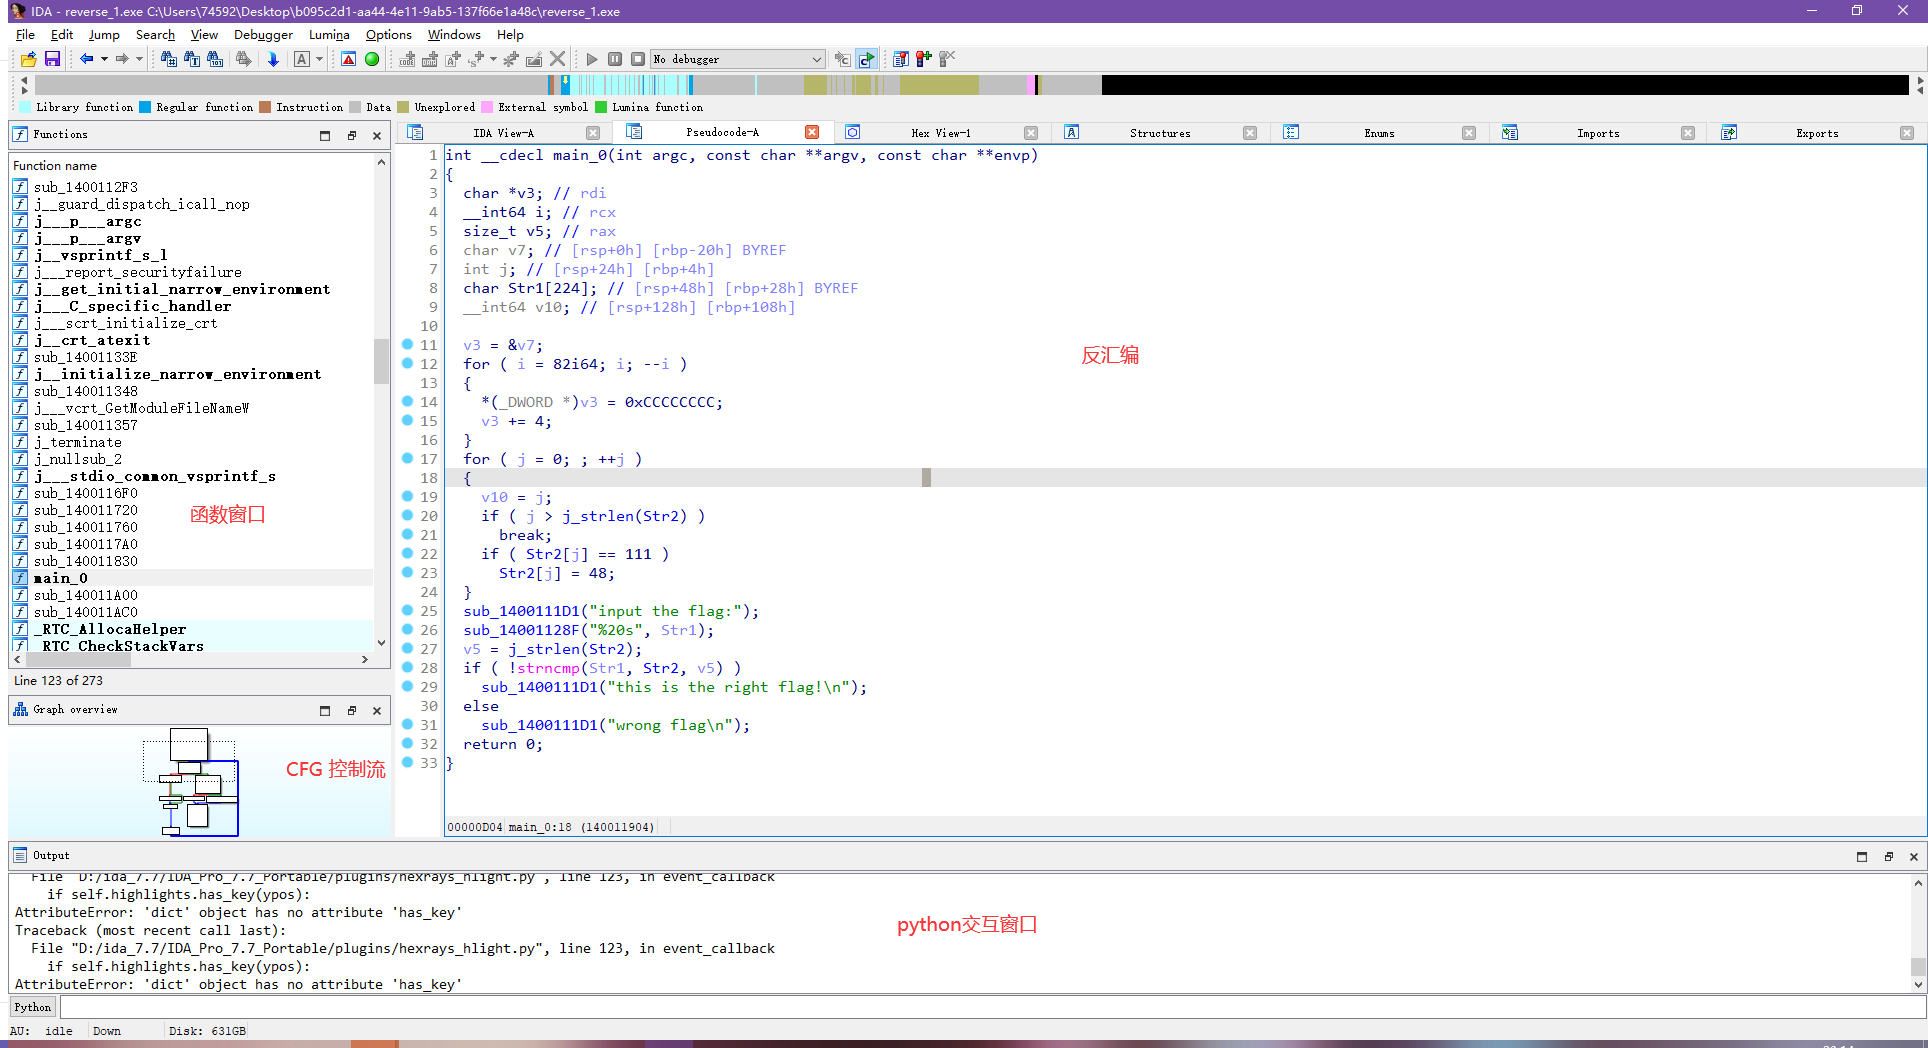 IDA - reverse_1.exe C:\Users\74592\Desktop\b095c2d1-aa44-4e11-9ab5-137f66e1a48c\reverse_1.exe
File Edit Jump Search View Debugger Lumina Options Windows Help
No debugger
Library function Regular function Instruction Data Unexplored External symbol Lumina function
Functions
IDA View-A Pseudocode-A Hex View-1 Structures Enums Imports Exports
Function name
sub_1400112F3
j__guard_dispatch_icall_nop
j___p___argc
j___p___argv
j__vsprintf_s_l
j___report_securityfailure
j__get_initial_narrow_environment
j___C_specific_handler
j___scrt_initialize_crt
j__crt_atexit
sub_14001133E
j__initialize_narrow_environment
sub_140011348
j___vcrt_GetModuleFileNameW
sub_140011357
j_terminate
j_nullsub_2
j___stdio_common_vsprintf_s
sub_1400116F0
sub_140011720
sub_140011760
sub_1400117A0
sub_140011830
main_0
sub_140011A00
sub_140011AC0
_RTC_AllocaHelper
_RTC_CheckStackVars
函数窗口
Line 123 of 273
Graph overview
CFG 控制流
1 int __cdecl main_0(int argc, const char **argv, const char **envp)
2 {
3 char *v3; // rdi
4 __int64 i; // rcx
5 size_t v5; // rax
6 char v7; // [rsp+0h] [rbp-20h] BYREF
7 int j; // [rsp+24h] [rbp+4h]
8 char Str1[224]; // [rsp+48h] [rbp+28h] BYREF
9 __int64 v10; // [rsp+128h] [rbp+108h]
10
11 v3 = &v7;
12 for ( i = 82i64; i; --i )
13 {
14 *(_DWORD *)v3 = 0xCCCCCCCC;
15 v3 += 4;
16 }
17 for ( j = 0; ; ++j )
18 {
19 v10 = j;
20 if ( j > j_strlen(Str2) )
21 break;
22 if ( Str2[j] == 111 )
23 Str2[j] = 48;
24 }
25 sub_1400111D1("input the flag:");
26 sub_14001128F("%20s", Str1);
27 v5 = j_strlen(Str2);
28 if ( !strncmp(Str1, Str2, v5) )
29 sub_1400111D1("this is the right flag!\n");
30 else
31 sub_1400111D1("wrong flag\n");
32 return 0;
33 }
反汇编
00000D04 main_0:18 (140011904)
Output
File "D:/ida_7.7/IDA_Pro_7.7_Portable/plugins/hexrays_hlight.py", line 123, in event_callback
if self.highlights.has_key(ypos):
AttributeError: 'dict' object has no attribute 'has_key'
Traceback (most recent call last):
File "D:/ida_7.7/IDA_Pro_7.7_Portable/plugins/hexrays_hlight.py", line 123, in event_callback
if self.highlights.has_key(ypos):
AttributeError: 'dict' object has no attribute 'has_key'
python交互窗口
Python
AU: idle Down Disk: 631GB